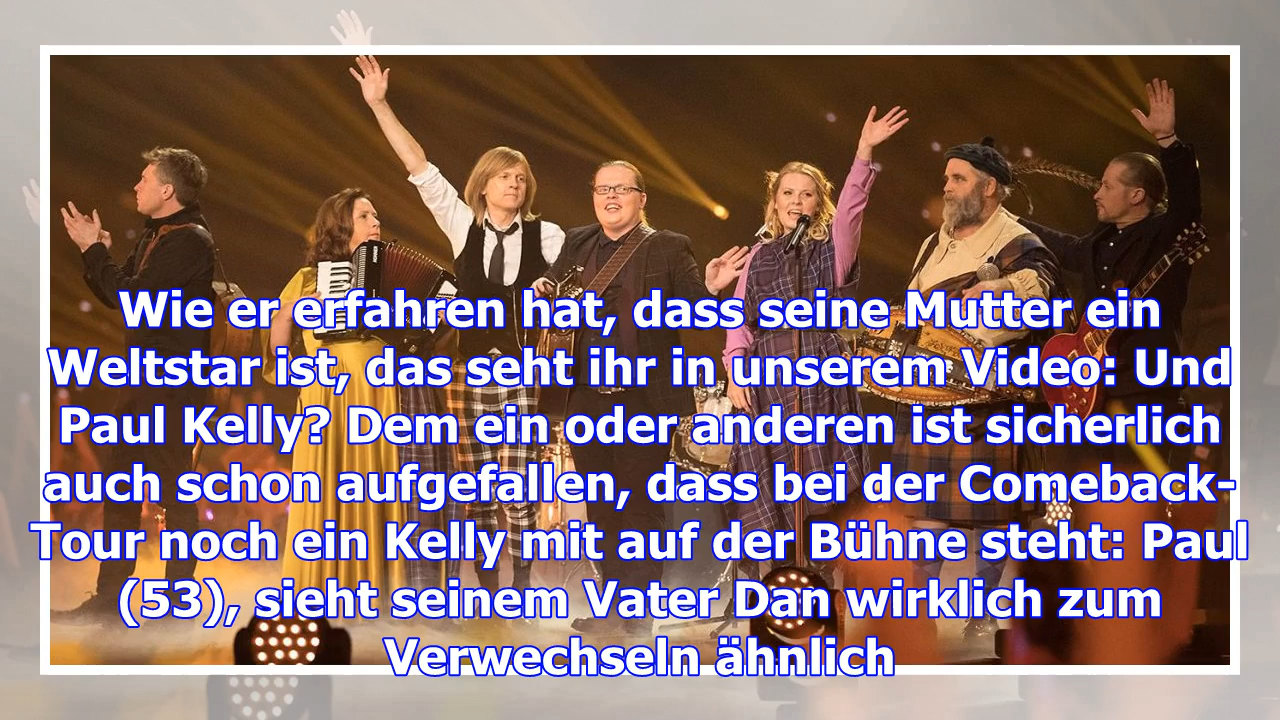 Wie er erfahren hat, dass seine Mutter ein
Weltstar ist, das seht ihr in unserem Video: Und
Paul Kelly? Dem ein oder anderen ist sicherlich
auch schon aufgefallen, dass bei der Comeback-
Tour noch ein Kelly mit auf der Bühne steht: Paul
(53), sieht seinem Vater Dan wirklich zum
Verwechseln ähnlich